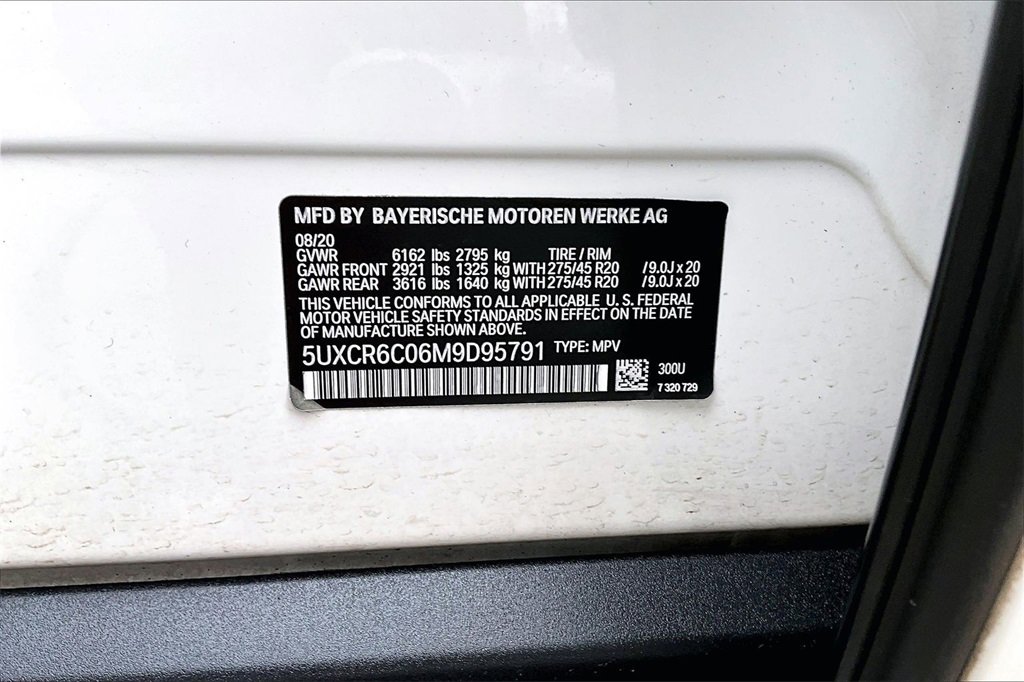 MFD BY BAYERISCHE MOTOREN WERKE AG
08/20
GVWR 6162 lbs 2795 kg TIRE / RIM
GAWR FRONT 2921 lbs 1325 kg WITH 275/45 R20 / 9.0J x 20
GAWR REAR 3616 lbs 1640 kg WITH 275/45 R20 / 9.0J x 20
THIS VEHICLE CONFORMS TO ALL APPLICABLE U.S. FEDERAL
MOTOR VEHICLE SAFETY STANDARDS IN EFFECT ON THE DATE
OF MANUFACTURE SHOWN ABOVE.
5UXCR6C06M9D95791 TYPE: MPV
300U
7 320 729